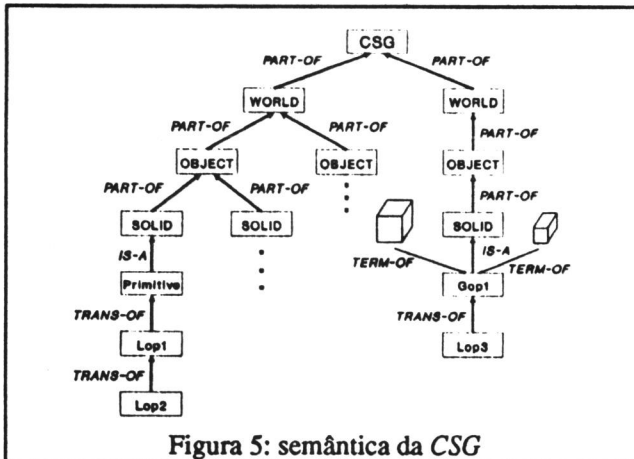 CSG
PART-OF PART-OF
WORLD WORLD
PART-OF PART-OF PART-OF
OBJECT OBJECT OBJECT
PART-OF PART-OF PART-OF
SOLID SOLID SOLID
IS-A IS-A
TERM-OF TERM-OF
Primitive Gop1
TRANS-OF TRANS-OF
Lop1 Lop3
TRANS-OF
Lop2
Figura 5: semântica da CSG